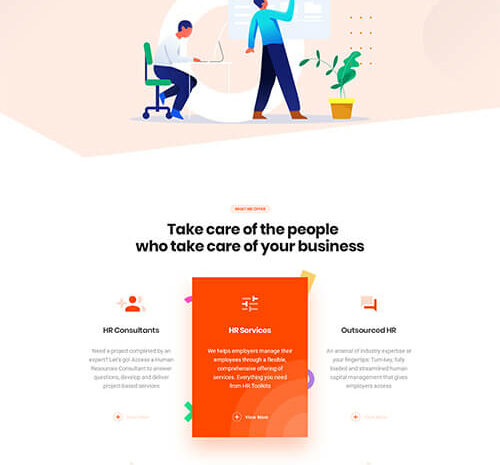 WHAT WE OFFER
Take care of the people
who take care of your business
HR Consultants
Need a project completed by an
expert? Let's go! Access a Human
Resources Consultant to answer
questions, develop and deliver
project-based services
View More
HR Services
We helps employers manage their
employees through a flexible,
comprehensive offering of
services. Everything you need
from HR Toolkits
View More
Outsourced HR
An arsenal of industry expertise at
your fingertips: Turn-key, fully
loaded and streamlined human
capital management that gives
employers access
View More